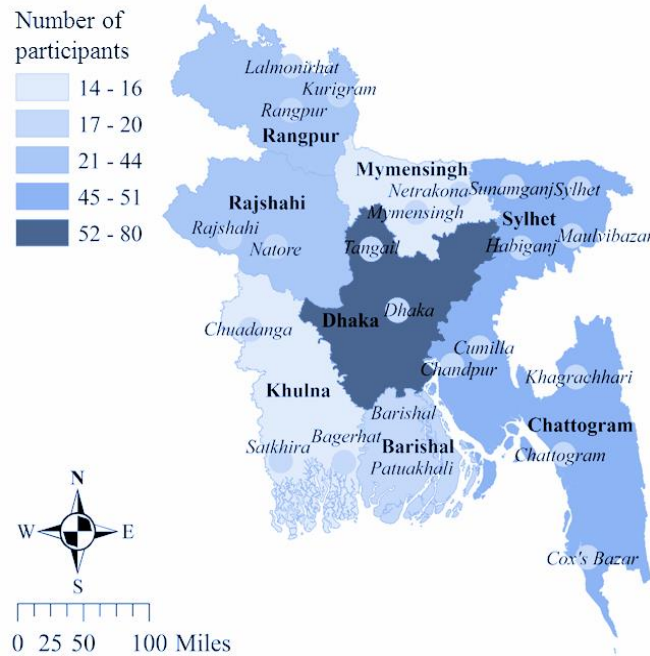 Number of
participants
14 - 16
17 - 20
21 - 44
45 - 51
52 - 80
Lalmonirhat
Kurigram
Rangpur
Rangpur
Mymensingh
Netrakona
Sunamganj
Sylhet
Mymensingh
Sylhet
Rajshahi
Rajshahi
Natore
Tangail
Habiganj
Maulvibazar
Dhaka
Dhaka
Chuadanga
Cumilla
Chandpur
Khagrachhari
Khulna
Barishal
Chattogram
Satkhira
Bagerhat
Barishal
Patuakhali
Chattogram
Cox's Bazar
N
W
E
S
0 25 50 100 Miles